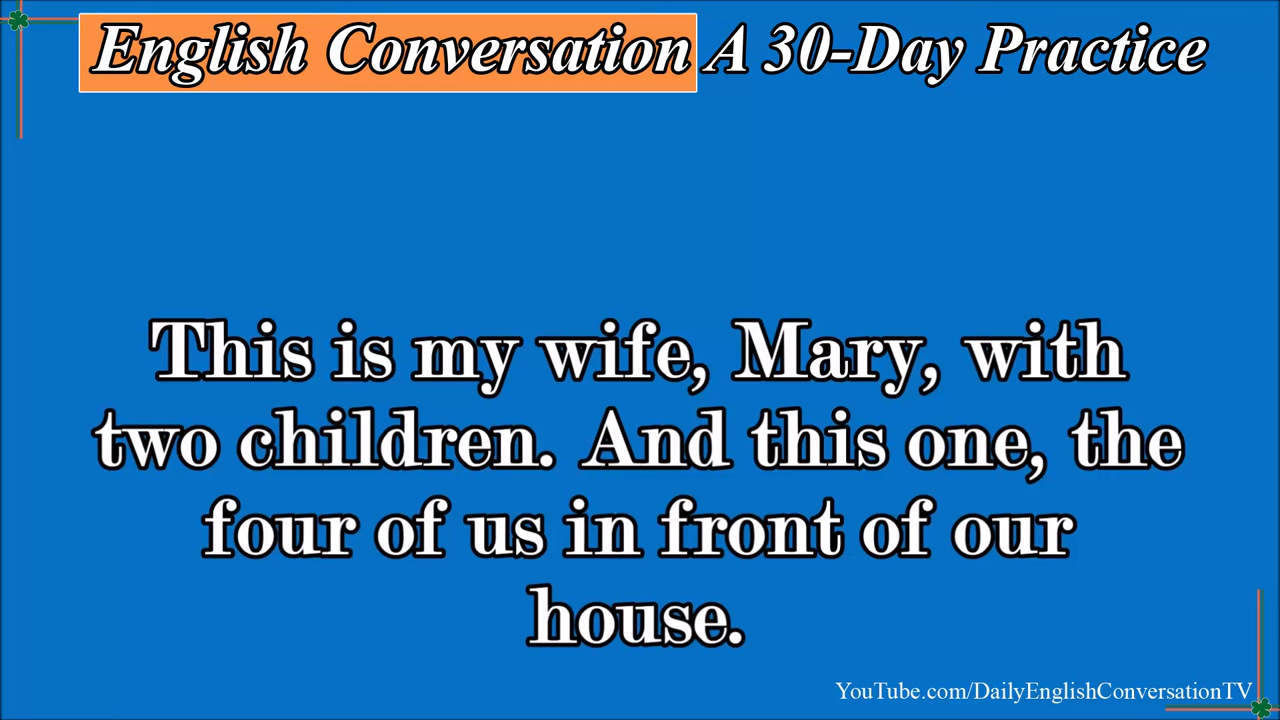 English Conversation A 30-Day Practice
This is my wife, Mary, with
two children. And this one, the
four of us in front of our
house.
YouTube.com/DailyEnglishConversationTV